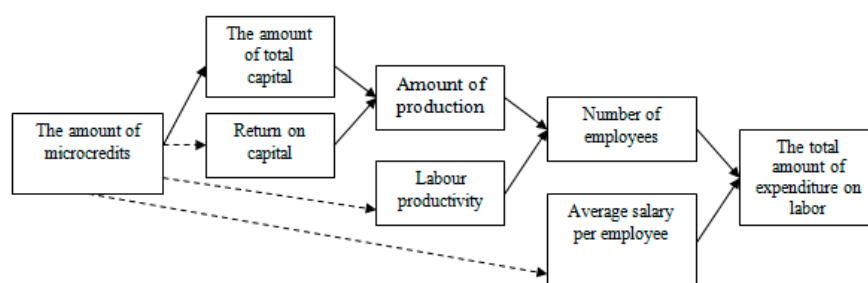 The amount of
microcredits
The amount
of total
capital
Return on
capital
Amount of
production
Labour
productivity
Number of
employees
Average salary
per employee
The total
amount of
expenditure on
labor